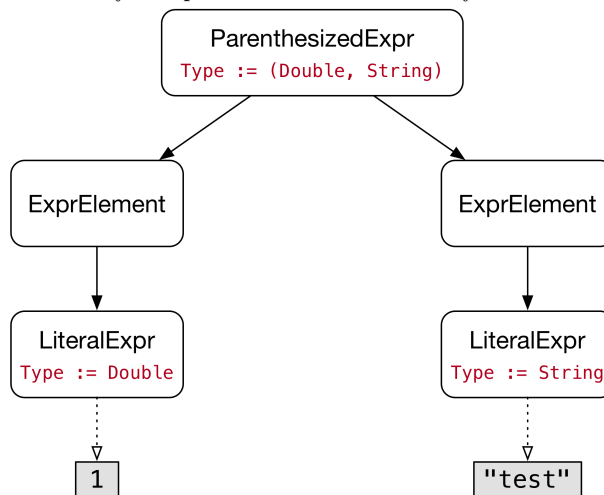 ParenthesizedExpr
Type := (Double, String)
ExprElement
ExprElement
LiteralExpr
Type := Double
LiteralExpr
Type := String
1
"test"